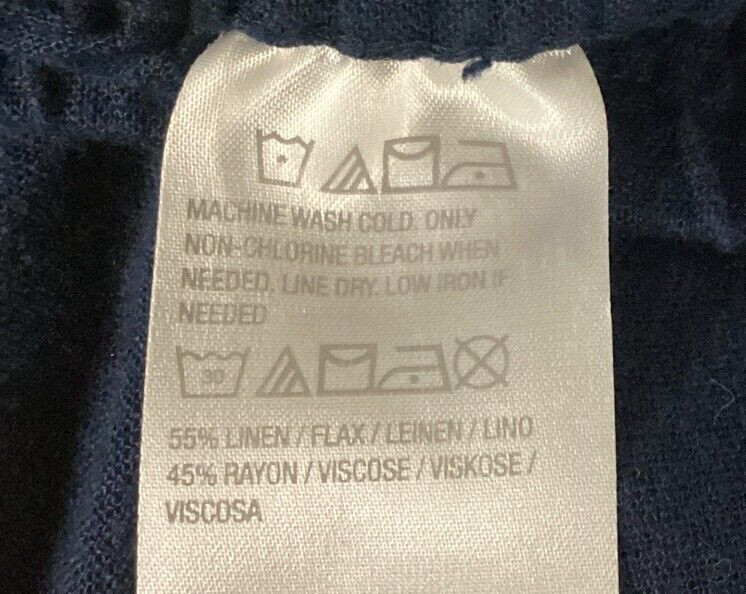 MACHINE WASH COLD. ONLY
NON-CHLORINE BLEACH WHEN
NEEDED. LINE DRY. LOW IRON IF
NEEDED
30
55% LINEN / FLAX / LEINEN / LINO
45% RAYON / VISCOSE / VISKOSE /
VISCOSA